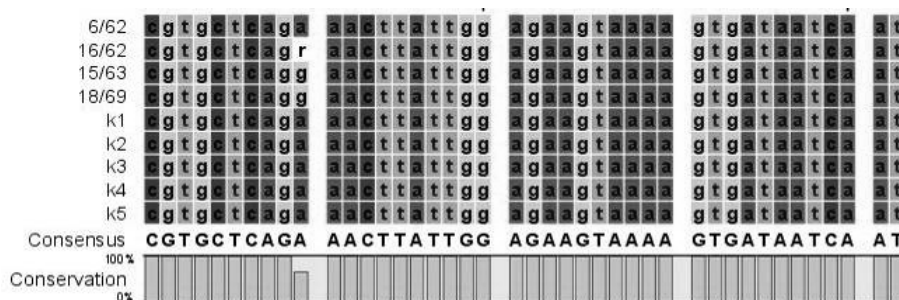 6/62 cgtgctcaga aacttattgg agaagtaaaa gtgataatca at
16/62 cgtgctcagr aacttattgg agaagtaaaa gtgataatca at
15/63 cgtgctcagg aacttattgg agaagtaaaa gtgataatca at
18/69 cgtgctcagg aacttattgg agaagtaaaa gtgataatca at
k1 cgtgctcaga aacttattgg agaagtaaaa gtgataatca at
k2 cgtgctcaga aacttattgg agaagtaaaa gtgataatca at
k3 cgtgctcaga aacttattgg agaagtaaaa gtgataatca at
k4 cgtgctcaga aacttattgg agaagtaaaa gtgataatca at
k5 cgtgctcaga aacttattgg agaagtaaaa gtgataatca at
Consensus CGTGCTCAGA AACTTATTGG AGAAGTAAAA GTGATAATCA AT
100%
Conservation
0%